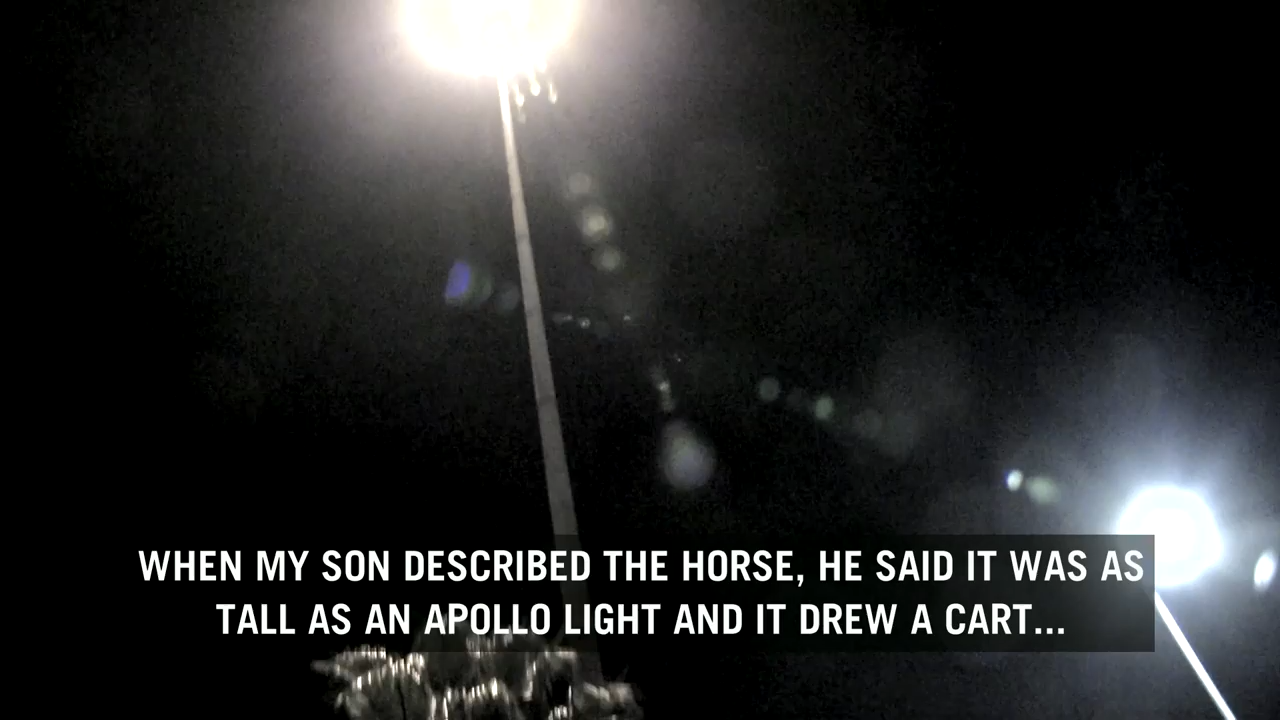 WHEN MY SON DESCRIBED THE HORSE, HE SAID IT WAS AS
TALL AS AN APOLLO LIGHT AND IT DREW A CART...